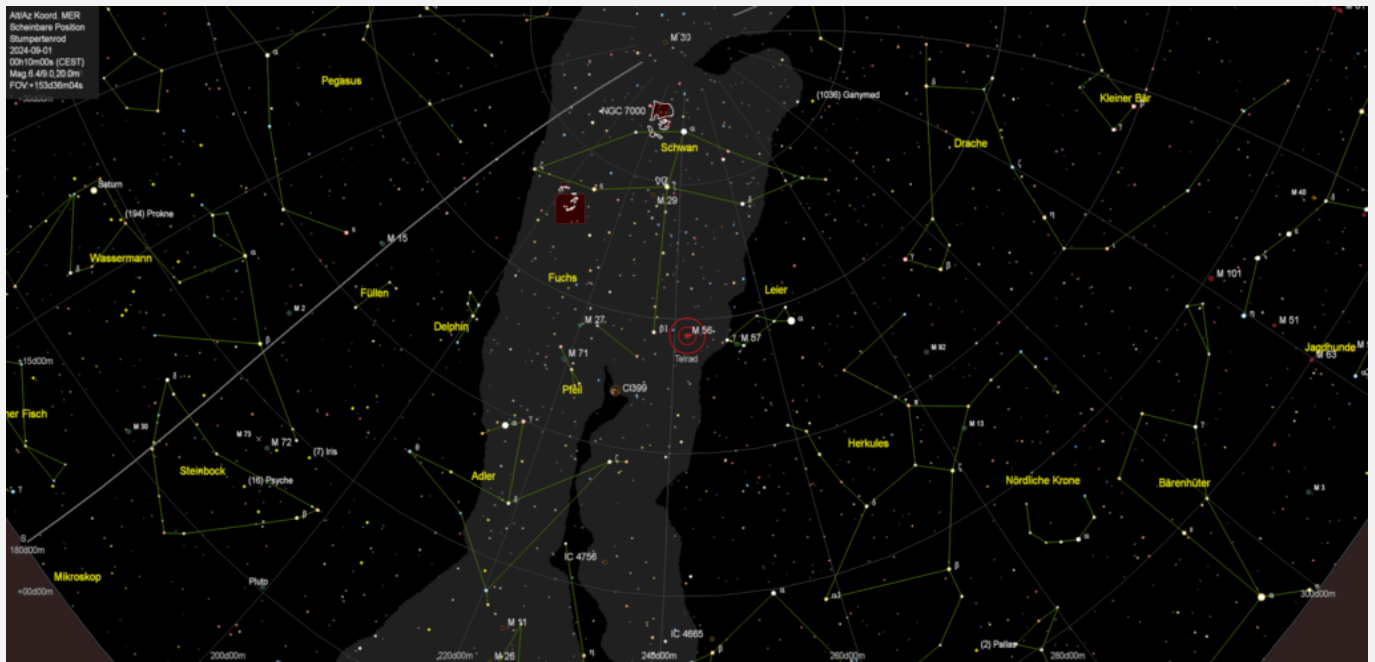 Alt/Az Koord. MER
Scheinbare Position
Stumpertenrod
2024-09-01
00h10m00s (CEST)
Mag:6.4/9.0,20.0m
FOV:+153d36m04s
M 39
Pegasus
(1036) Ganymed
Kleiner Bär
NGC 7000
α
Schwan
Drache
Saturn
M 29
M 40
(194) Prokne
M 15
Wassermann
M 101
Fuchs
Füllen
Leier
M 2
Delphin
M 27
β1
M 56
M 57
M 51
Telrad
Jagdhunde
M 63
M 92
+15d00m
M 71
Pfeil
Cl399
M 30
M 73
M 72
(7) Iris
M 13
Herkules
Steinbock
Adler
(16) Psyche
Nördliche Krone
Bärenhüter
M 3
S
180d00m
IC 4756
Mikroskop
Pluto
+00d00m
300d00m
M 11
IC 4665
M 26
(2) Pallas
200d00m
220d00m
240d00m
260d00m
280d00m